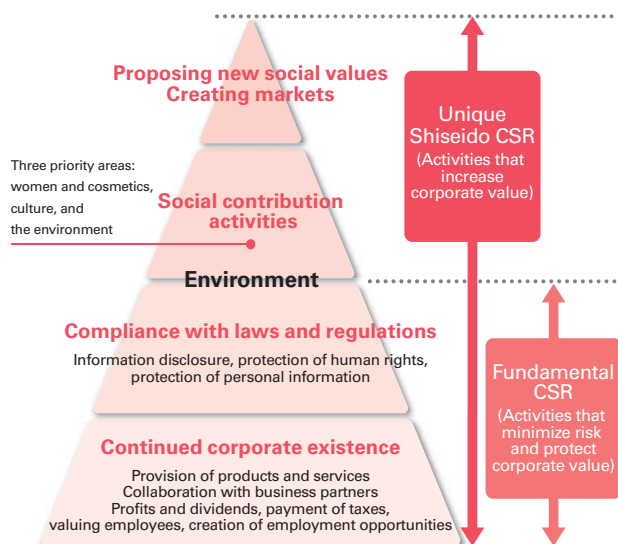 Proposing new social values
Creating markets
Unique
Shiseido CSR
(Activities that
increase
corporate value)
Three priority areas:
women and cosmetics,
culture, and
the environment
Social contribution
activities
Environment
Compliance with laws and regulations
Information disclosure, protection of human rights,
protection of personal information
Fundamental
CSR
(Activities that
minimize risk
and protect
corporate value)
Continued corporate existence
Provision of products and services
Collaboration with business partners
Profits and dividends, payment of taxes,
valuing employees, creation of employment opportunities